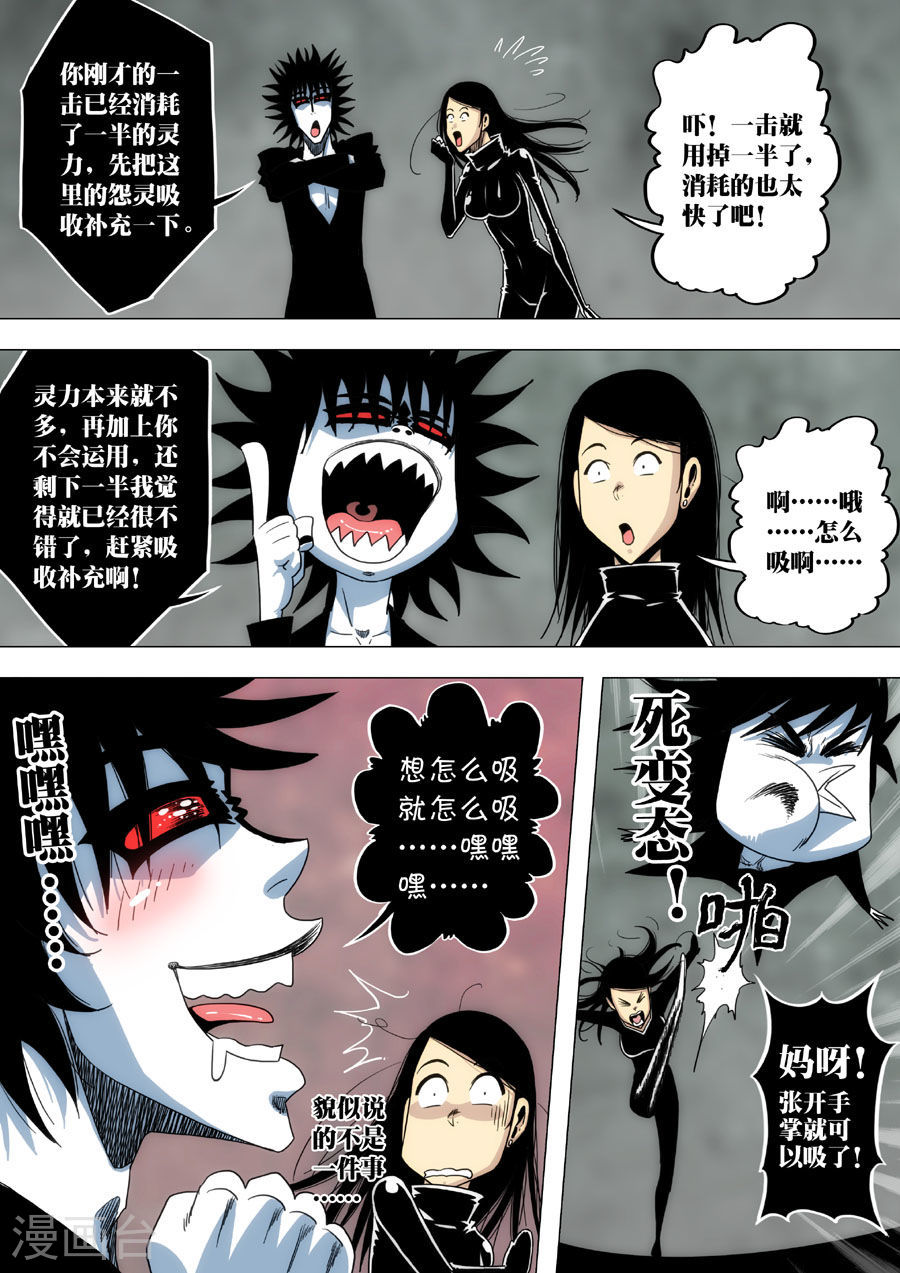 你刚才的一
击已经消耗
了一半的灵
力，先把这
里的怨灵吸
收补充一下。
吓！一击就
用掉一半了，
消耗的也太
快了吧！
灵力本来就不
多，再加上你
不会运用，还
剩下一半我觉
得就已经很不
错了，赶紧吸
收补充啊！
啊……哦
……怎么
吸啊……
嘿嘿嘿……
想怎么吸
就怎么吸
……嘿嘿
嘿……
貌似说
的不是
一件事
……
死变态！
啪
妈呀！
张开手
掌就可
以吸了！
漫画台